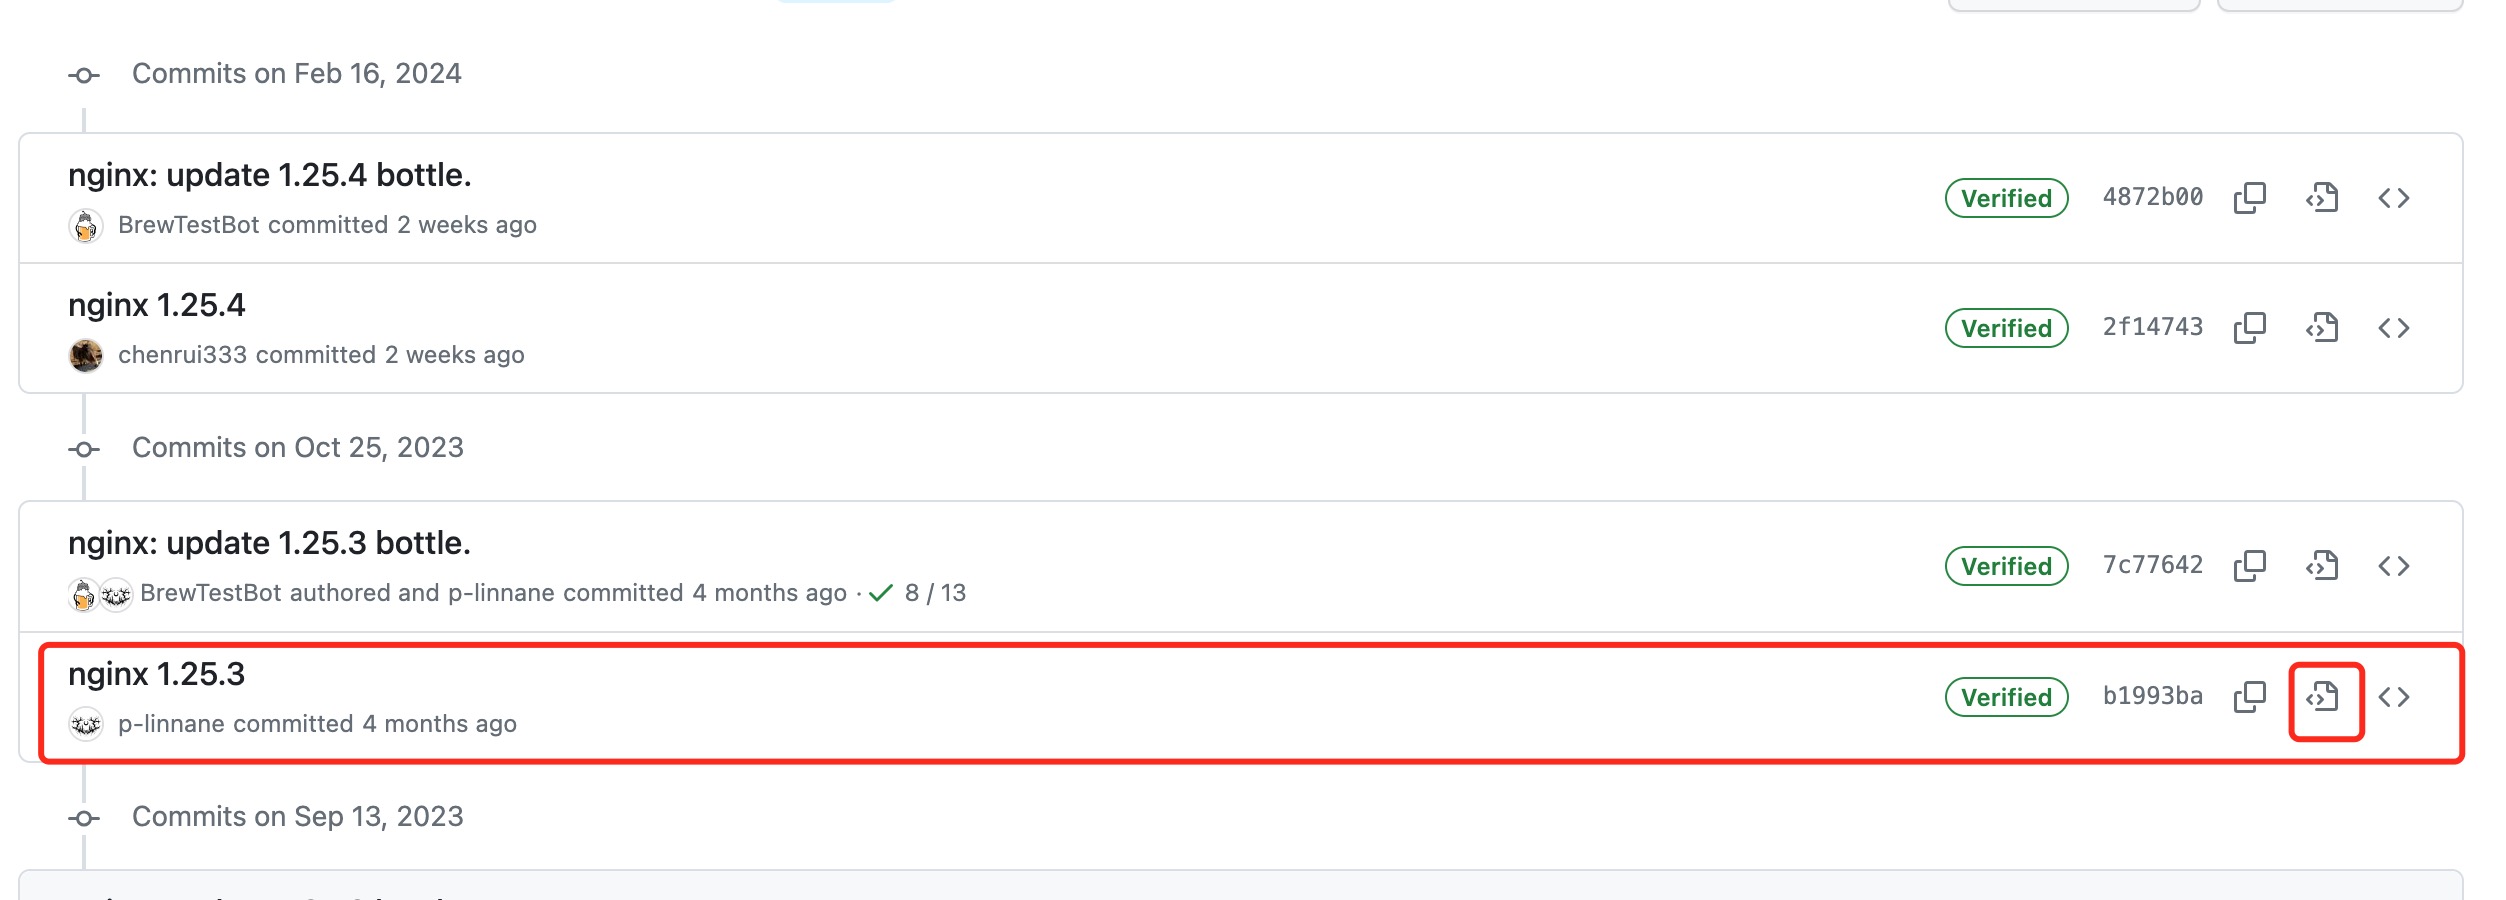 Commits on Feb 16, 2024
nginx: update 1.25.4 bottle.
BrewTestBot committed 2 weeks ago
Verified
4872b00
nginx 1.25.4
chenrui333 committed 2 weeks ago
Verified
2f14743
Commits on Oct 25, 2023
nginx: update 1.25.3 bottle.
BrewTestBot authored and p-linnane committed 4 months ago · 8 / 13
Verified
7c77642
nginx 1.25.3
p-linnane committed 4 months ago
Verified
b1993ba
Commits on Sep 13, 2023